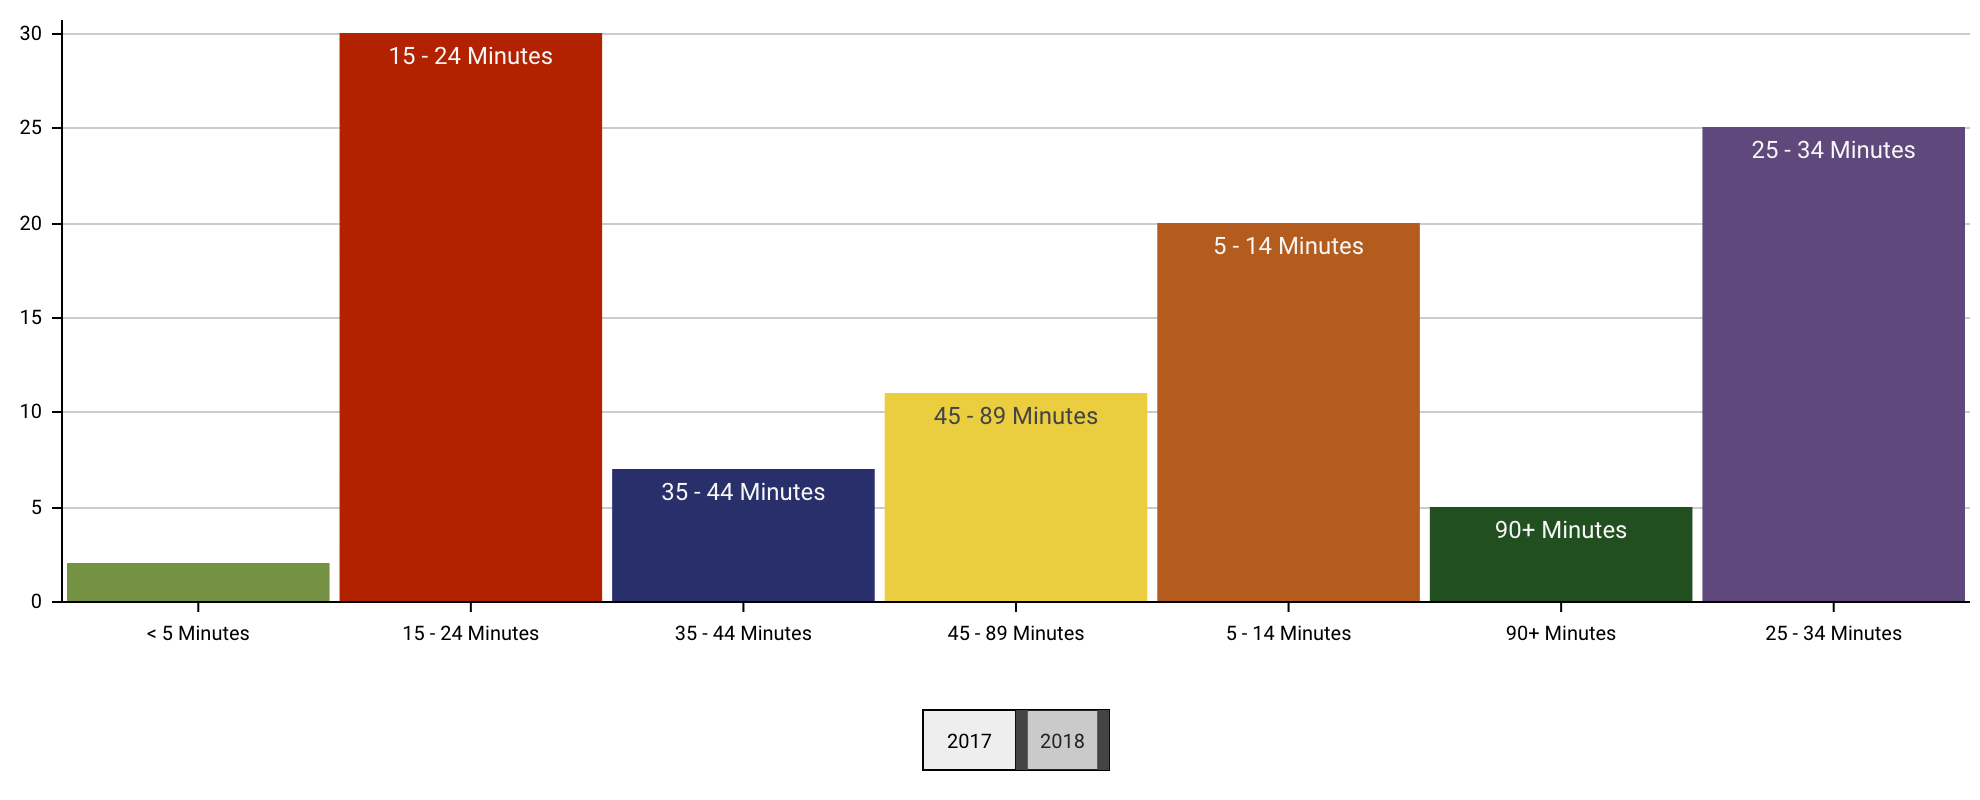 30
25
20
15
10
5
0
15 - 24 Minutes
25 - 34 Minutes
5 - 14 Minutes
45 - 89 Minutes
35 - 44 Minutes
90+ Minutes
< 5 Minutes
15 - 24 Minutes
35 - 44 Minutes
45 - 89 Minutes
5 - 14 Minutes
90+ Minutes
25 - 34 Minutes
2017
2018